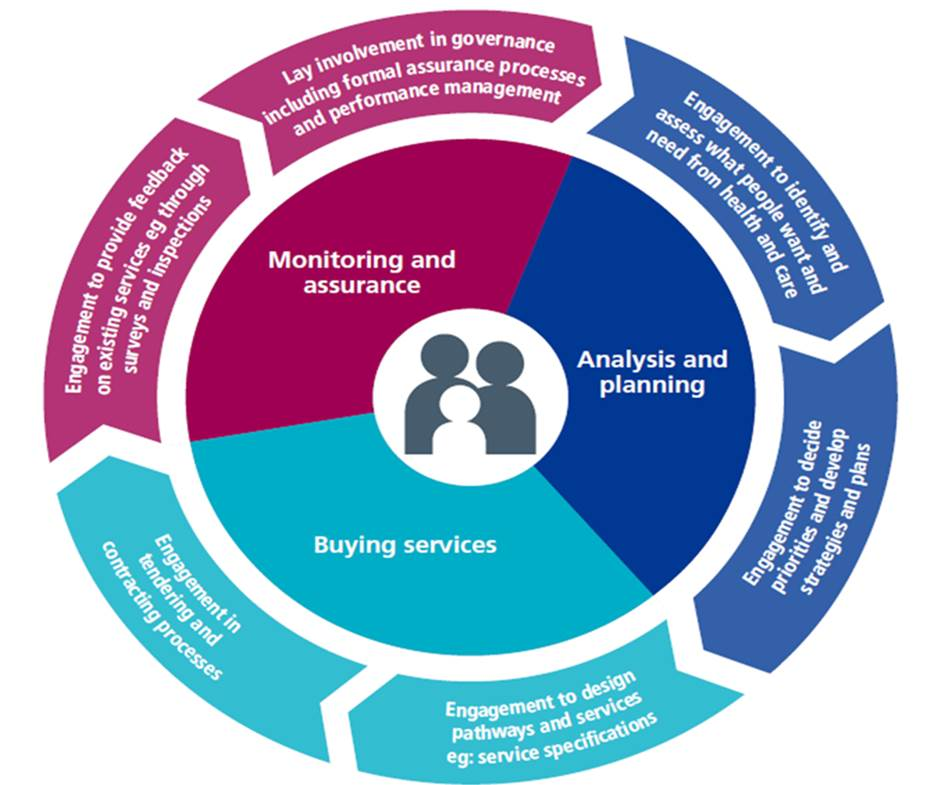 Lay involvement in governance
including formal assurance processes
and performance management
Engagement to identify and
assess what people want and
need from health and care
Engagement to decide
priorities and develop
strategies and plans
Engagement to design
pathways and services
eg: service specifications
Engagement in
tendering and
contracting processes
Engagement to provide feedback
on existing services eg through
surveys and inspections
Monitoring and
assurance
Analysis and
planning
Buying services